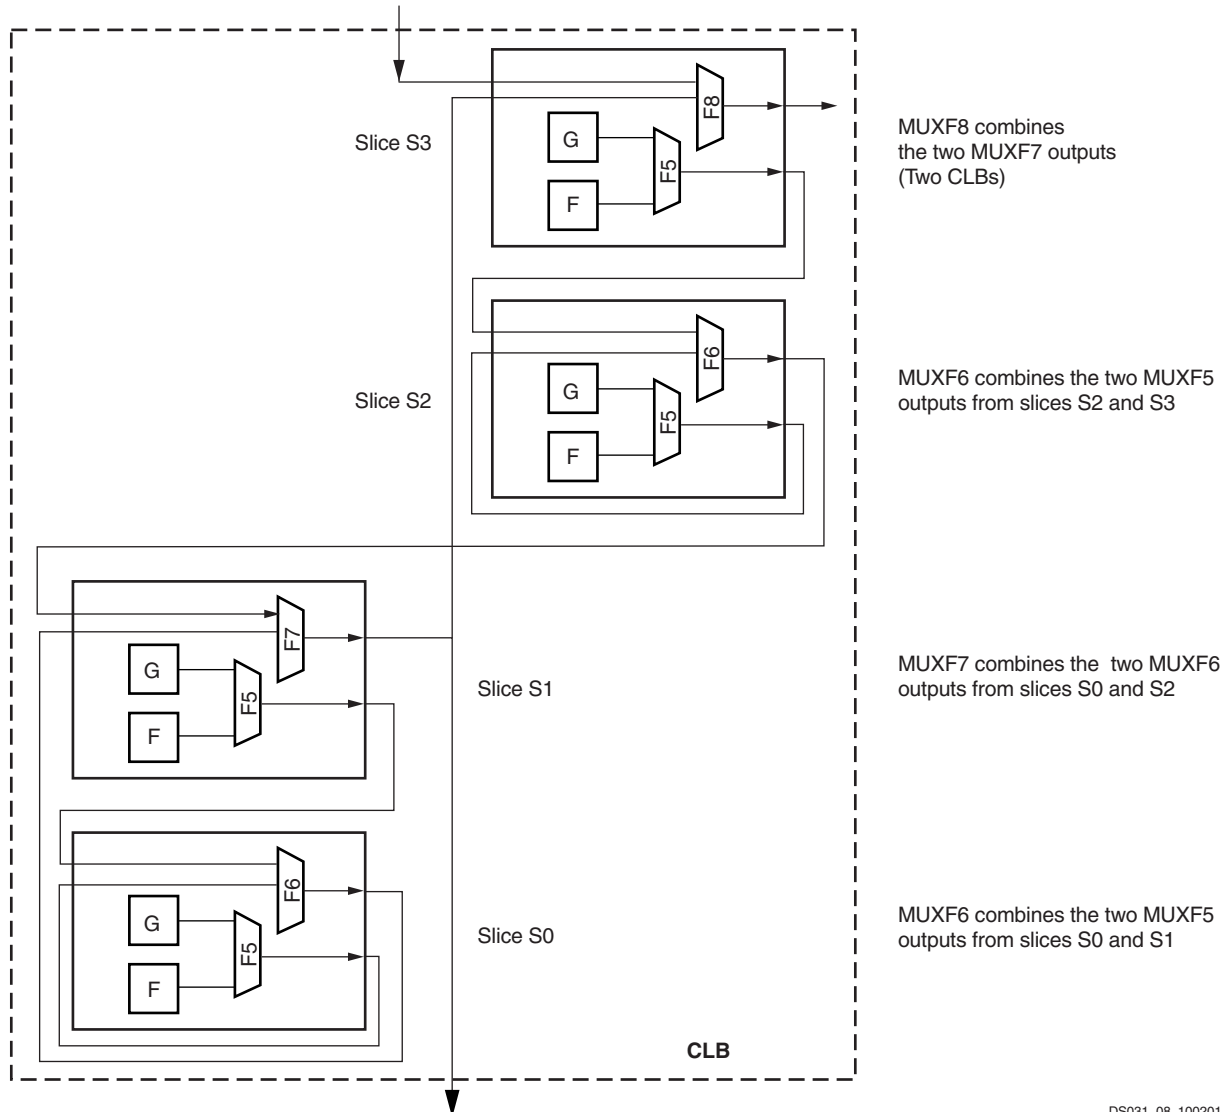 F8
Slice S3
G
F5
F
MUXF8 combines
the two MUXF7 outputs
(Two CLBs)
F6
Slice S2
G
F5
F
MUXF6 combines the two MUXF5
outputs from slices S2 and S3
F7
G
F5
F
Slice S1
MUXF7 combines the two MUXF6
outputs from slices S0 and S2
F6
G
F5
F
Slice S0
MUXF6 combines the two MUXF5
outputs from slices S0 and S1
CLB
DS031_08_100201